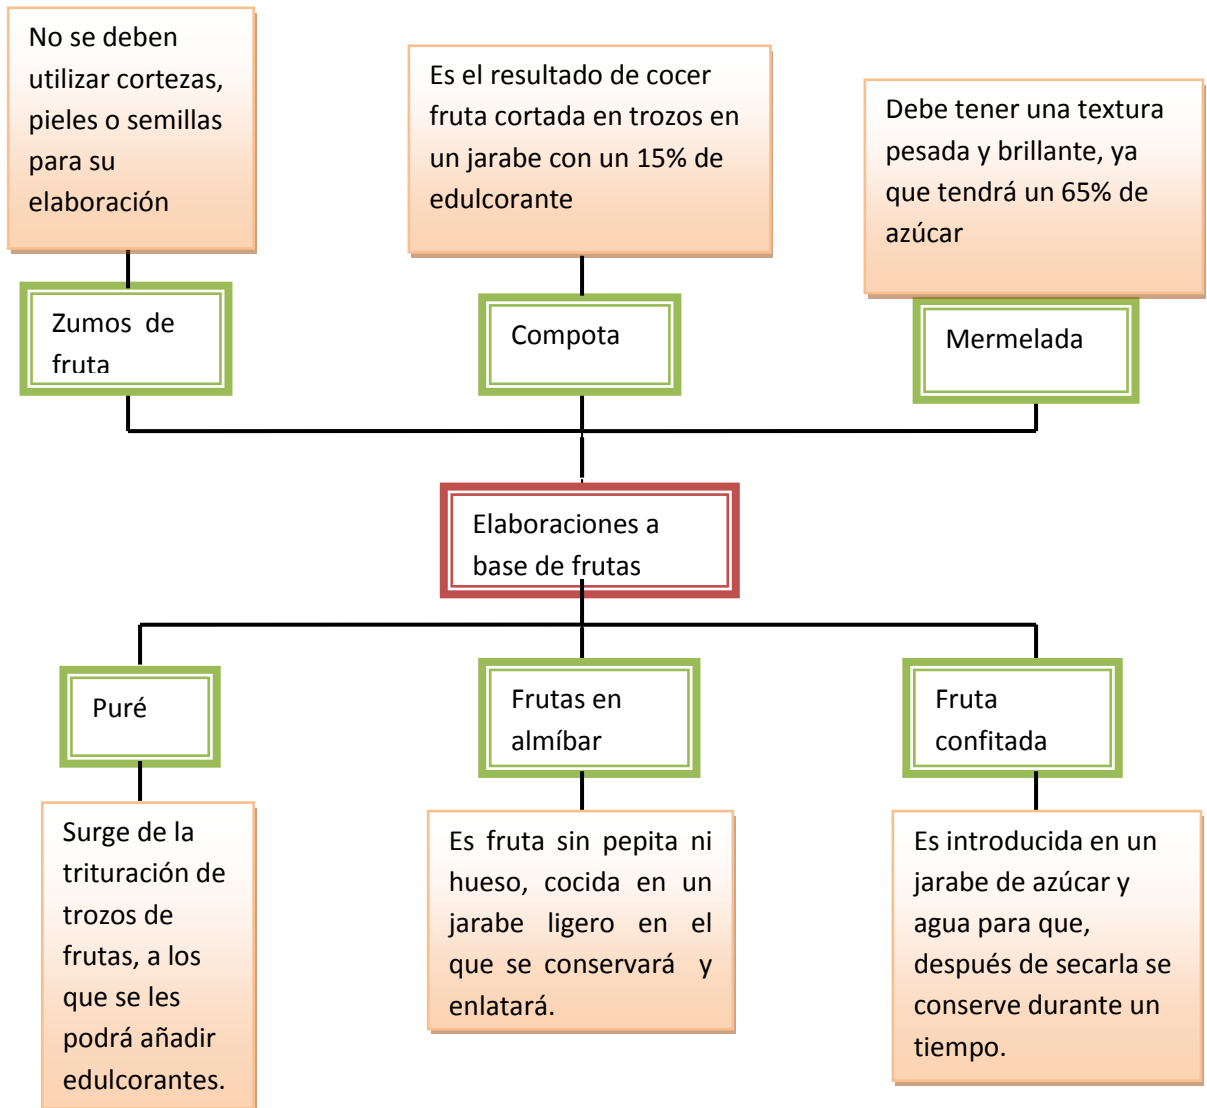 No se deben
utilizar cortezas,
pieles o semillas
para su
elaboración
Es el resultado de cocer
fruta cortada en trozos en
un jarabe con un 15% de
edulcorante
Debe tener una textura
pesada y brillante, ya
que tendrá un 65% de
azúcar
Zumos de
fruta
Compota
Mermelada
Elaboraciones a
base de frutas
Puré
Frutas en
almíbar
Fruta
confitada
Surge de la
trituración de
trozos de
frutas, a los
que se les
podrá añadir
edulcorantes.
Es fruta sin pepita ni
hueso, cocida en un
jarabe ligero en el
que se conservará y
enlatará.
Es introducida en un
jarabe de azúcar y
agua para que,
después de secarla se
conserve durante un
tiempo.